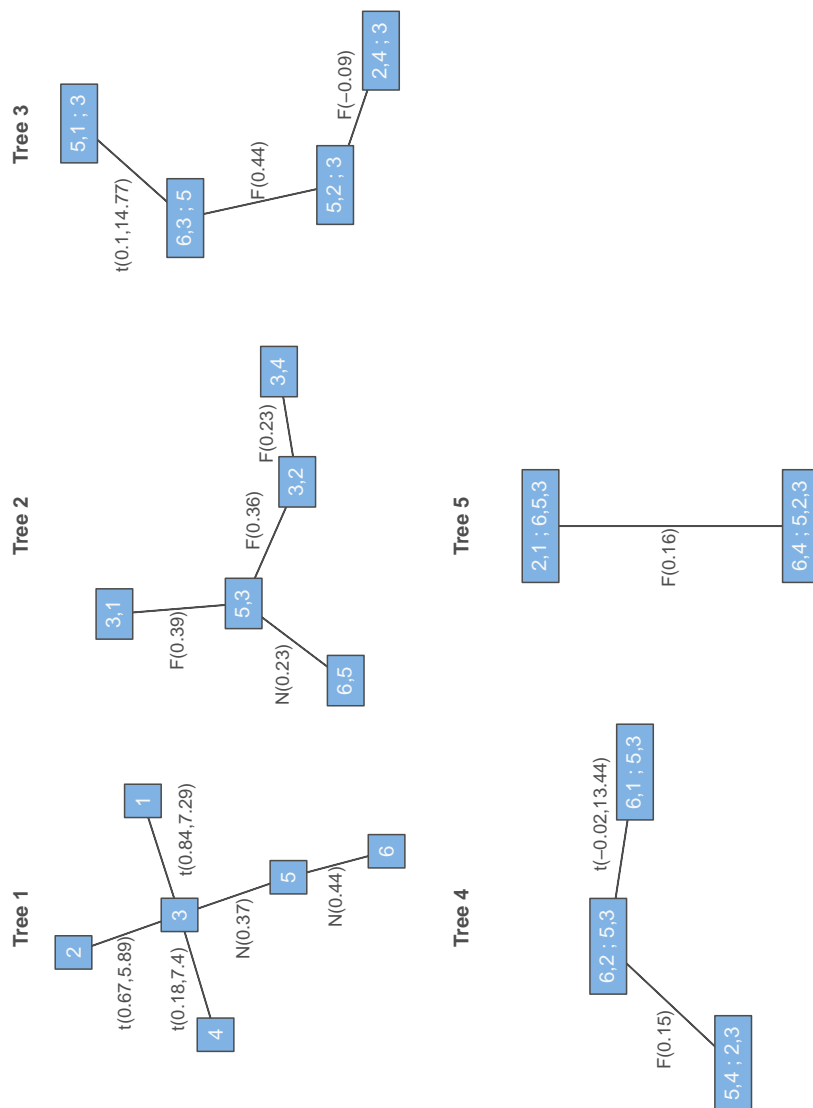 Tree 1
2
1
3
4
5
6
t(0.67,5.89)
t(0.84,7.29)
t(0.18,7.4)
N(0.37)
N(0.44)
Tree 2
3,1
5,3
3,2
3,4
6,5
F(0.39)
F(0.36)
F(0.23)
N(0.23)
Tree 3
5,1 ; 3
6,3 ; 5
5,2 ; 3
2,4 ; 3
t(0.1,14.77)
F(0.44)
F(−0.09)
Tree 4
6,2 ; 5,3
6,1 ; 5,3
5,4 ; 2,3
t(−0.02,13.44)
F(0.15)
Tree 5
2,1 ; 6,5,3
6,4 ; 5,2,3
F(0.16)